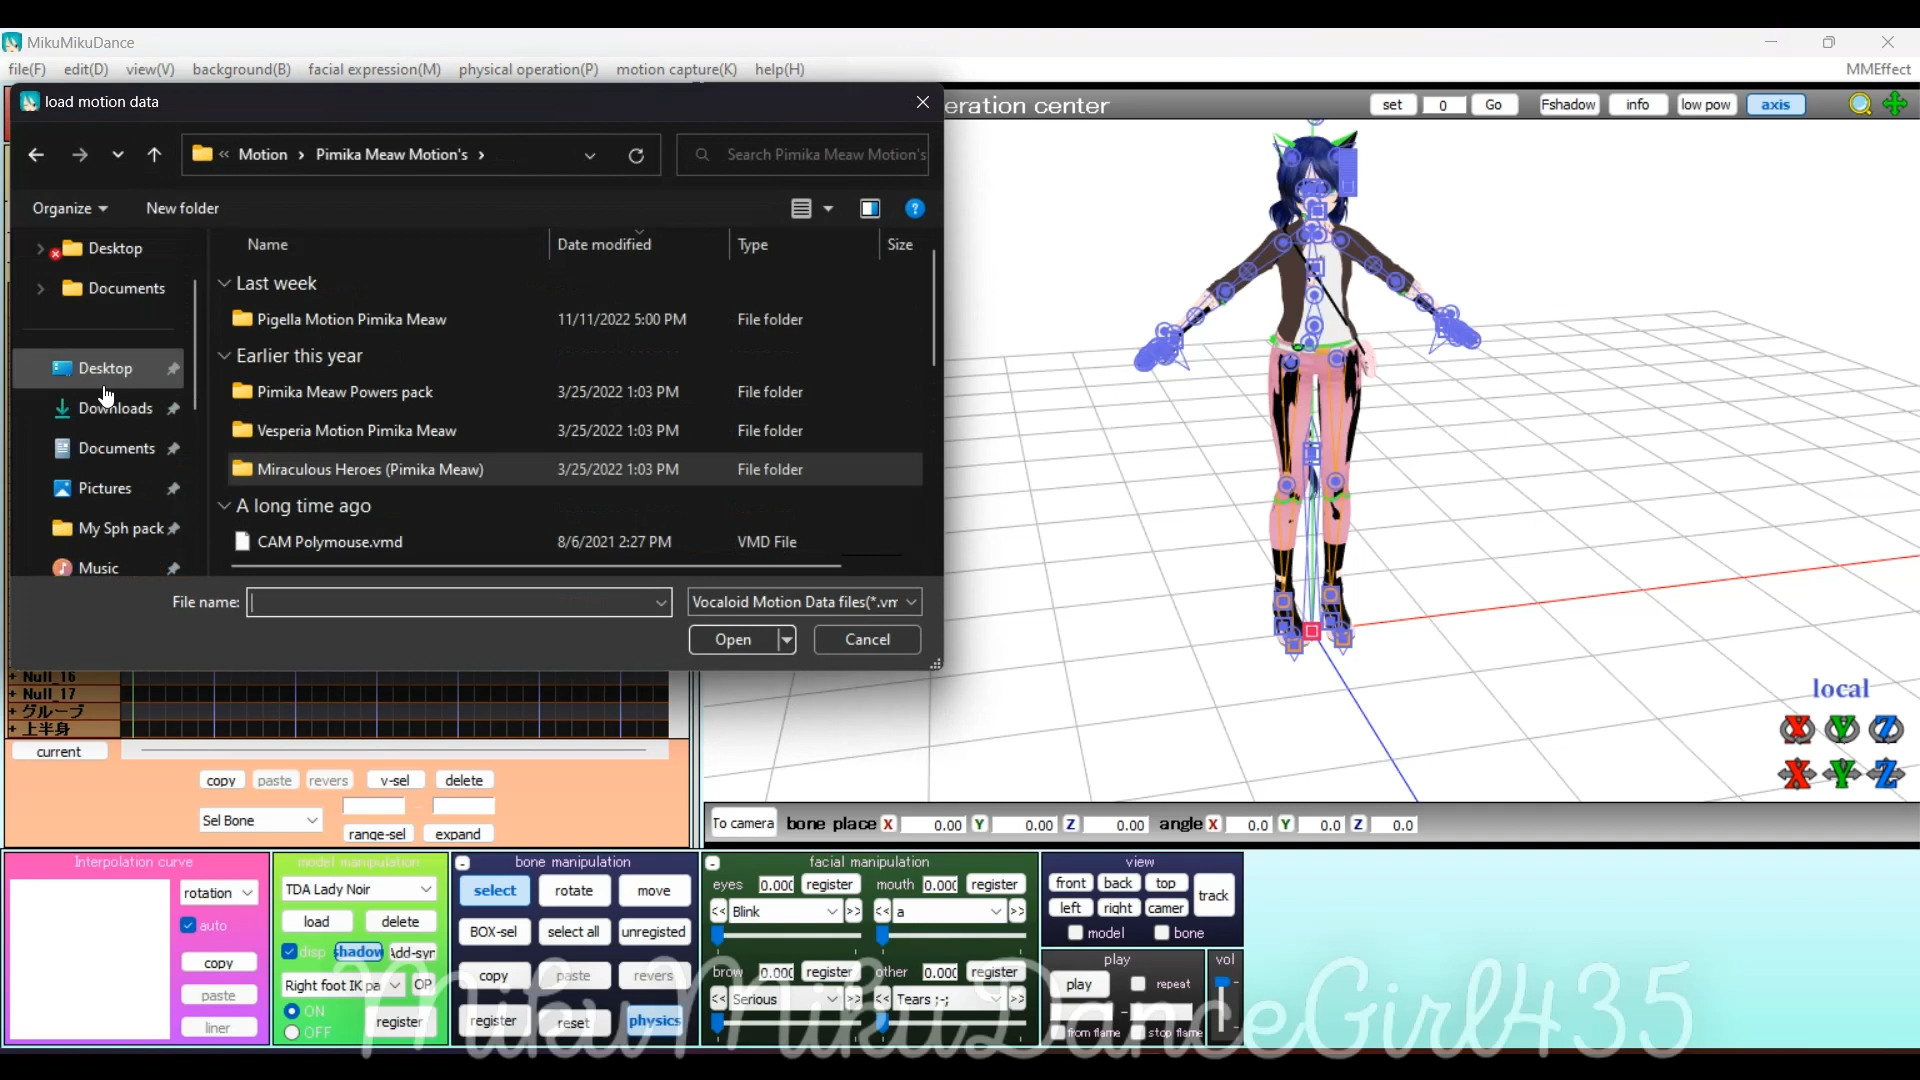 MikuMikuDance
file(F) edit(D) view(V) background(B) facial expression(M) physical operation(P) motion capture(K) help(H) MMEffect
load motion data
eration center
set 0 Go Fshadow info low pow axis
« Motion › Pimika Meaw Motion's ›
Search Pimika Meaw Motion's
Organize New folder
Desktop
Documents
Desktop
Downloads
Documents
Pictures
My Sph pack
Music
Name Date modified Type Size
Last week
Pigella Motion Pimika Meaw 11/11/2022 5:00 PM File folder
Earlier this year
Pimika Meaw Powers pack 3/25/2022 1:03 PM File folder
Vesperia Motion Pimika Meaw 3/25/2022 1:03 PM File folder
Miraculous Heroes (Pimika Meaw) 3/25/2022 1:03 PM File folder
A long time ago
CAM Polymouse.vmd 8/6/2021 2:27 PM VMD File
File name: Vocaloid Motion Data files(*.vm
Open Cancel
+ Null_16
+ Null_17
+ グループ
+ 上半身
local
X Y Z
X Y Z
current
copy paste revers v-sel delete
Sel Bone
range-sel expand
To camera bone place X 0.00 Y 0.00 Z 0.00 angle X 0.0 Y 0.0 Z 0.0
Interpolation curve
rotation
auto
copy
paste
liner
model manipulation
TDA Lady Noir
load delete
disp shadow Add-syn
Right foot IK pa OP
ON
OFF
register
- bone manipulation
select rotate move
BOX-sel select all unregisted
copy paste revers
register reset physics
- facial manipulation
eyes 0.000 register mouth 0.000 register
<< Blink >> << a >>
brow 0.000 register other 0.000 register
<< Serious >> << Tears ;-; >>
view
front back top track
left right camer
model bone
play
play repeat
from flame stop flame
vol
MikuMikuDanceGirl435